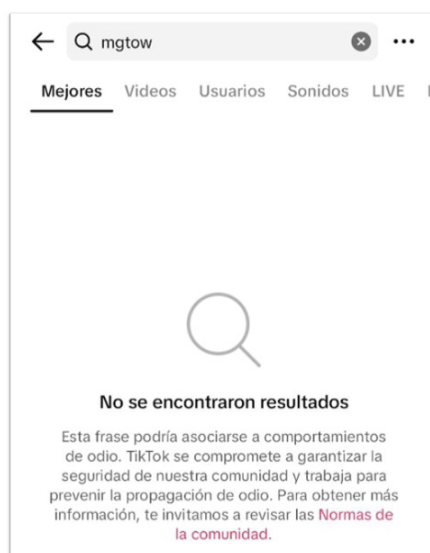 mgtow
Mejores Videos Usuarios Sonidos LIVE
No se encontraron resultados
Esta frase podría asociarse a comportamientos
de odio. TikTok se compromete a garantizar la
seguridad de nuestra comunidad y trabaja para
prevenir la propagación de odio. Para obtener más
información, te invitamos a revisar las Normas de
la comunidad.